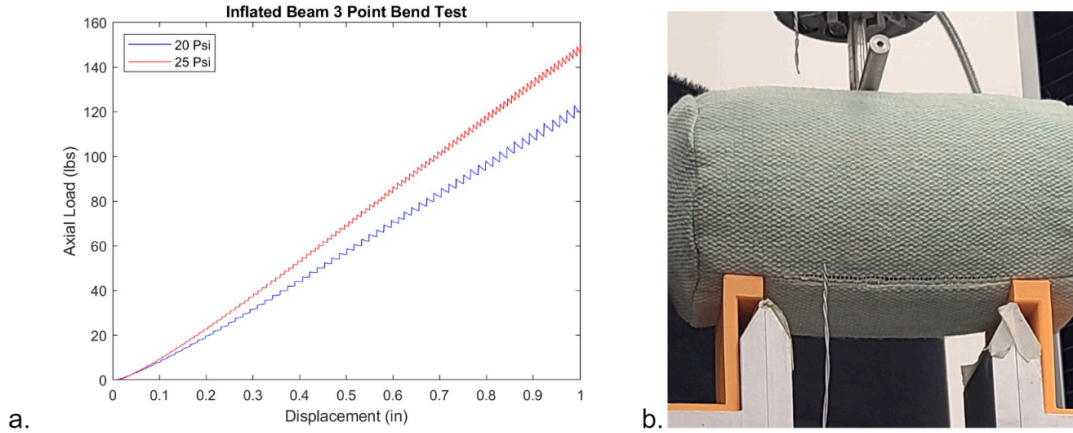 Inflated Beam 3 Point Bend Test
160
140
120
100
80
60
40
20
0
Axial Load (lbs)
20 Psi
25 Psi
0 0.1 0.2 0.3 0.4 0.5 0.6 0.7 0.8 0.9 1
Displacement (in)
a.
b.